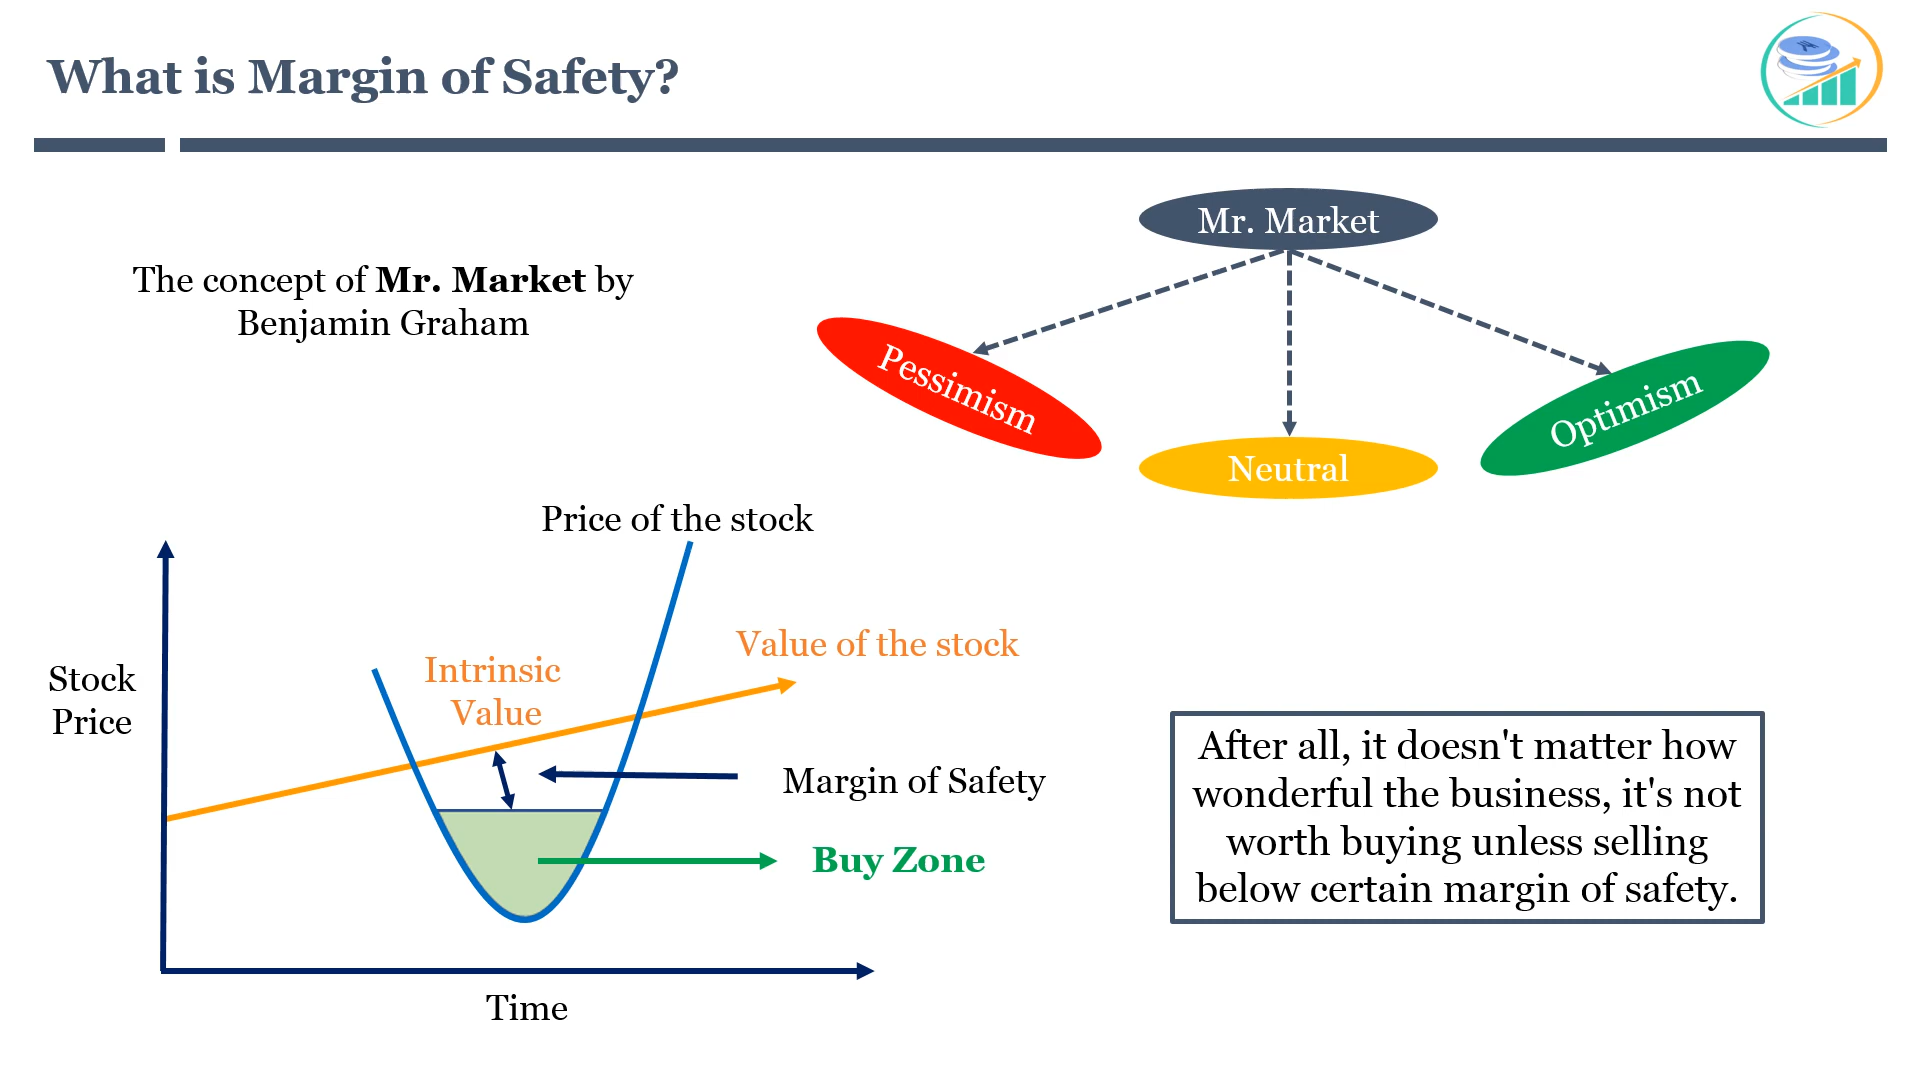 What is Margin of Safety?
The concept of Mr. Market by
Benjamin Graham
Mr. Market
Pessimism
Neutral
Optimism
Price of the stock
Value of the stock
Intrinsic
Value
Stock
Price
Margin of Safety
Buy Zone
Time
After all, it doesn't matter how
wonderful the business, it's not
worth buying unless selling
below certain margin of safety.